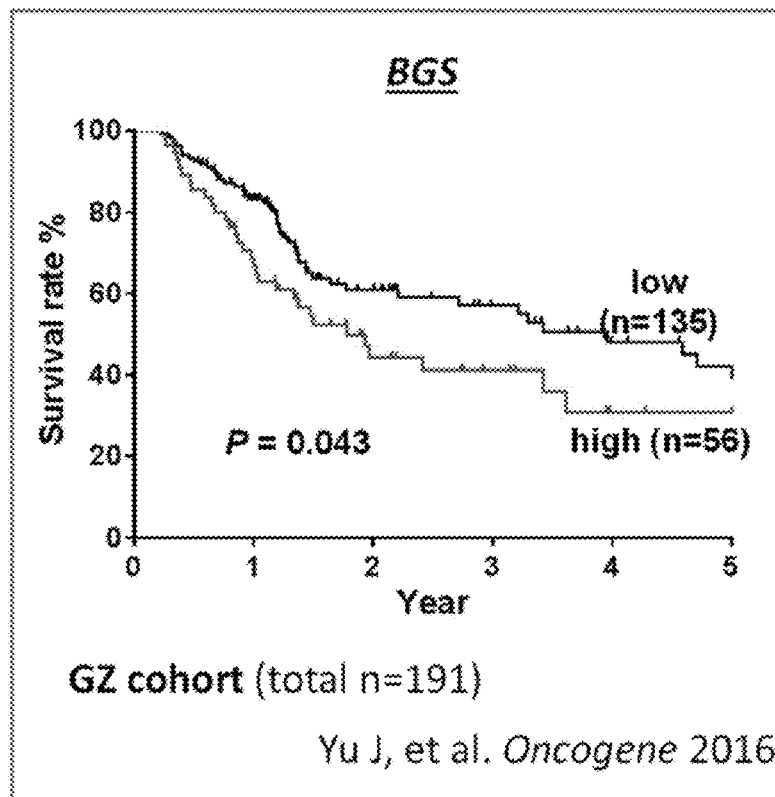 BGS
100
80
60
40
20
0
Survival rate %
low
(n=135)
P = 0.043
high (n=56)
0 1 2 3 4 5
Year
GZ cohort (total n=191)
Yu J, et al. Oncogene 2016